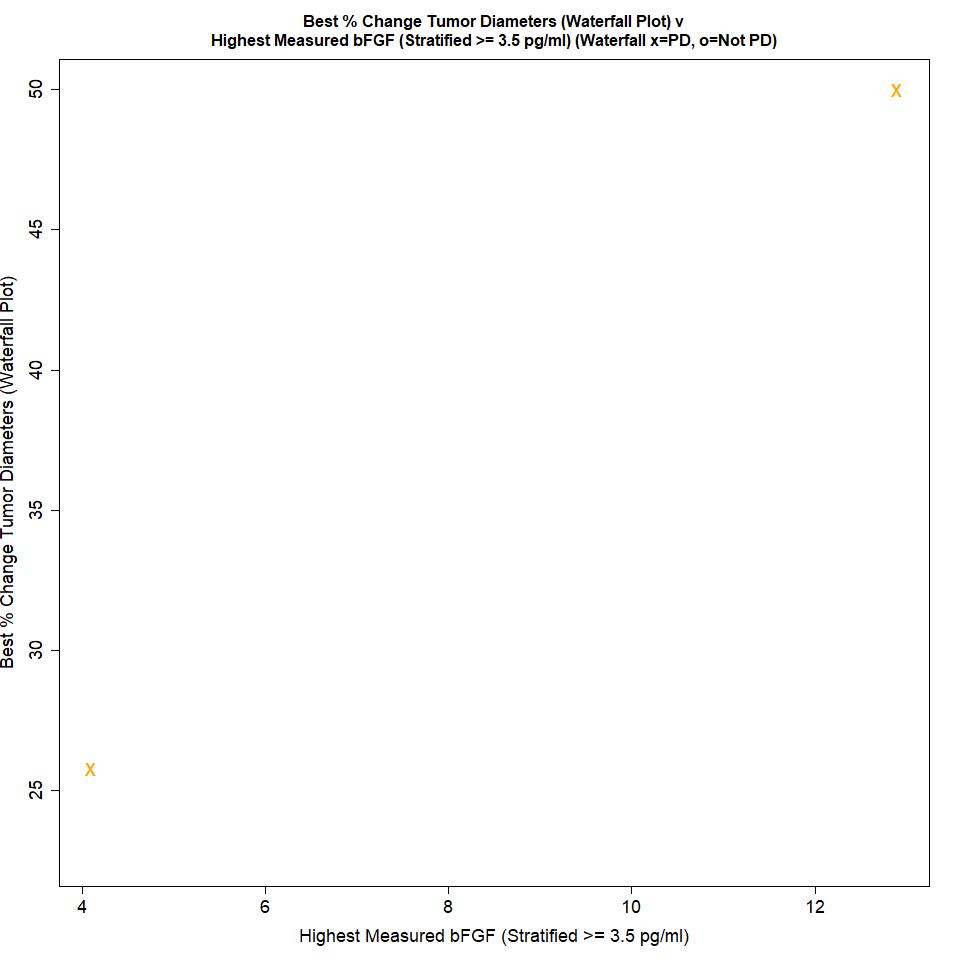 Best % Change Tumor Diameters (Waterfall Plot) v
Highest Measured bFGF (Stratified >= 3.5 pg/ml) (Waterfall x=PD, o=Not PD)
Best % Change Tumor Diameters (Waterfall Plot)
50
45
40
35
30
25
X
X
4
6
8
10
12
Highest Measured bFGF (Stratified >= 3.5 pg/ml)